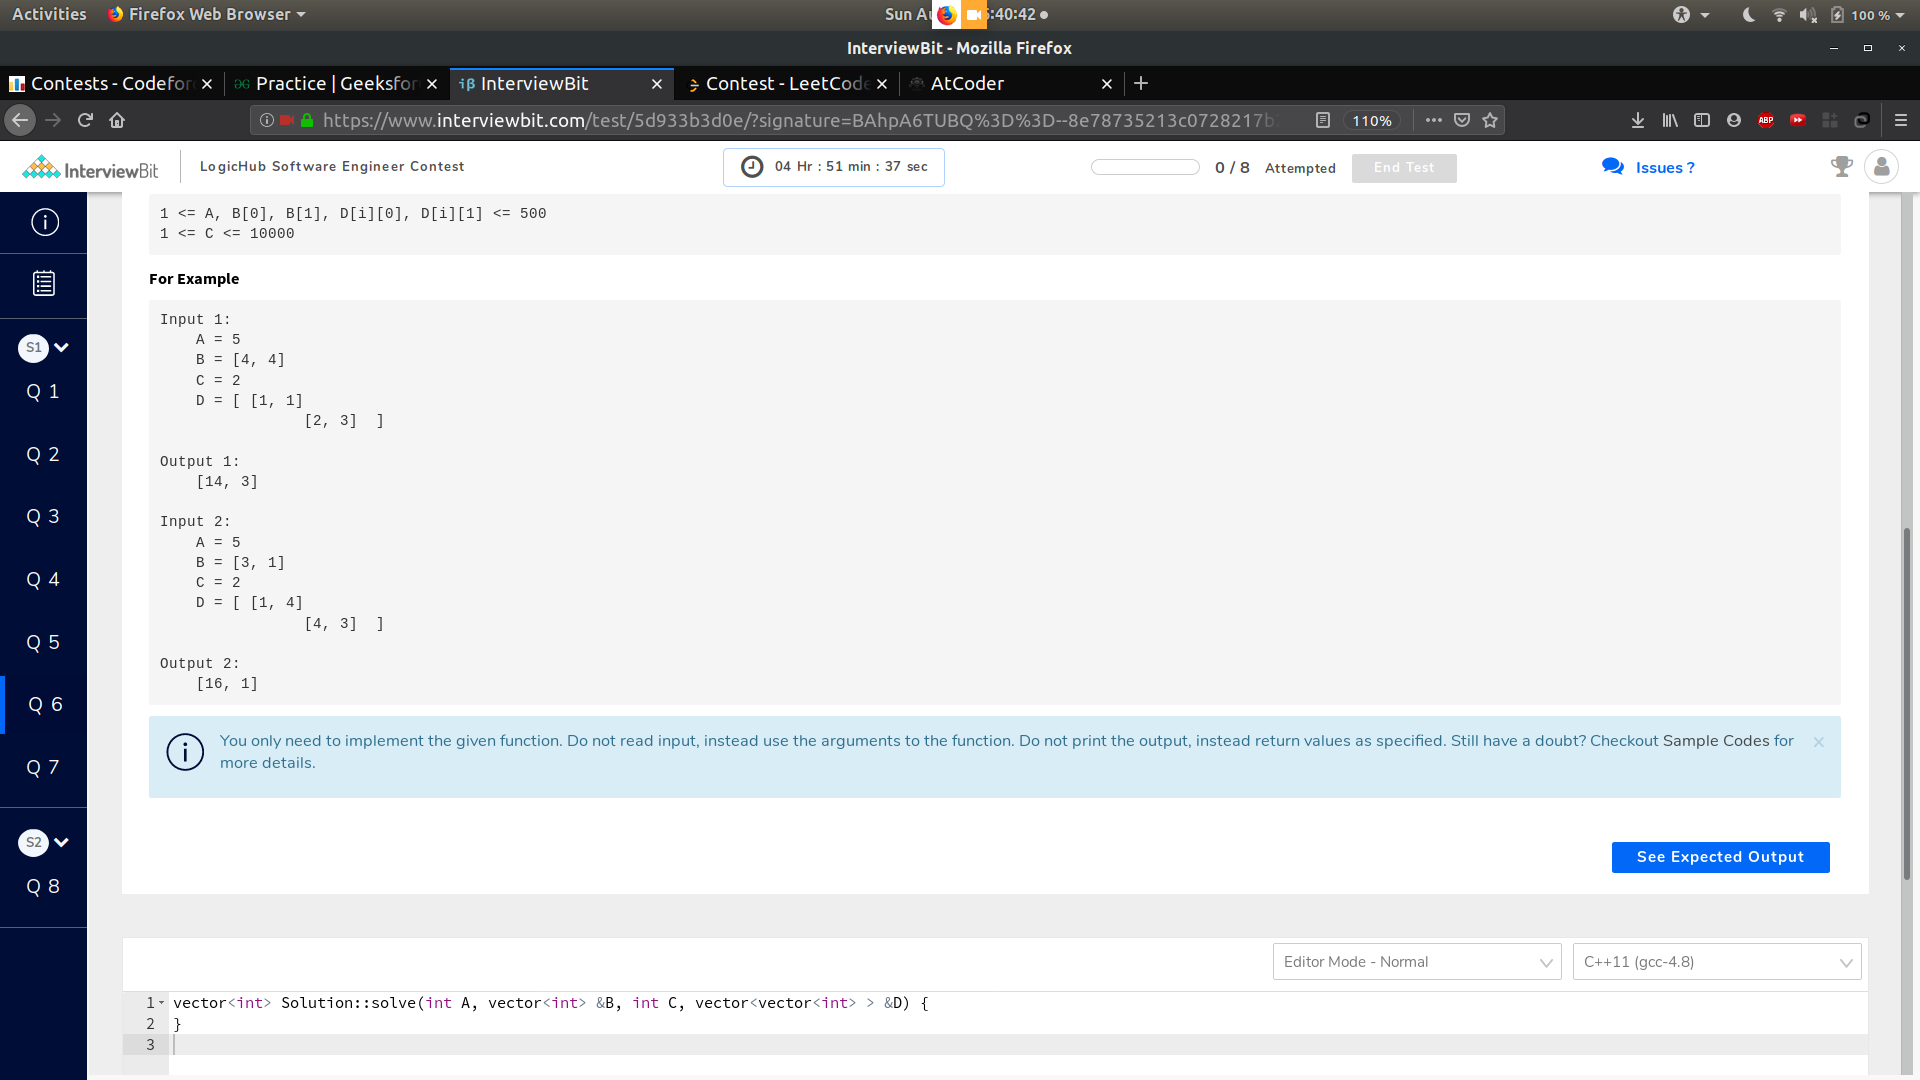 Activities Firefox Web Browser Sun Au 5:40:42 100 %
InterviewBit - Mozilla Firefox
Contests - Codefor Practice | Geeksfor InterviewBit Contest - LeetCode AtCoder
https://www.interviewbit.com/test/5d933b3d0e/?signature=BAhpA6TUBQ%3D%3D--8e78735213c0728217b 110%
InterviewBit LogicHub Software Engineer Contest 04 Hr : 51 min : 37 sec 0 / 8 Attempted End Test Issues ?
1 <= A, B[0], B[1], D[i][0], D[i][1] <= 500
1 <= C <= 10000
For Example
Input 1:
A = 5
B = [4, 4]
C = 2
D = [ [1, 1]
[2, 3] ]
Output 1:
[14, 3]
Input 2:
A = 5
B = [3, 1]
C = 2
D = [ [1, 4]
[4, 3] ]
Output 2:
[16, 1]
You only need to implement the given function. Do not read input, instead use the arguments to the function. Do not print the output, instead return values as specified. Still have a doubt? Checkout Sample Codes for
more details.
See Expected Output
S1
Q 1
Q 2
Q 3
Q 4
Q 5
Q 6
Q 7
S2
Q 8
Editor Mode - Normal C++11 (gcc-4.8)
1 vector<int> Solution::solve(int A, vector<int> &B, int C, vector<vector<int> > &D) {
2 }
3